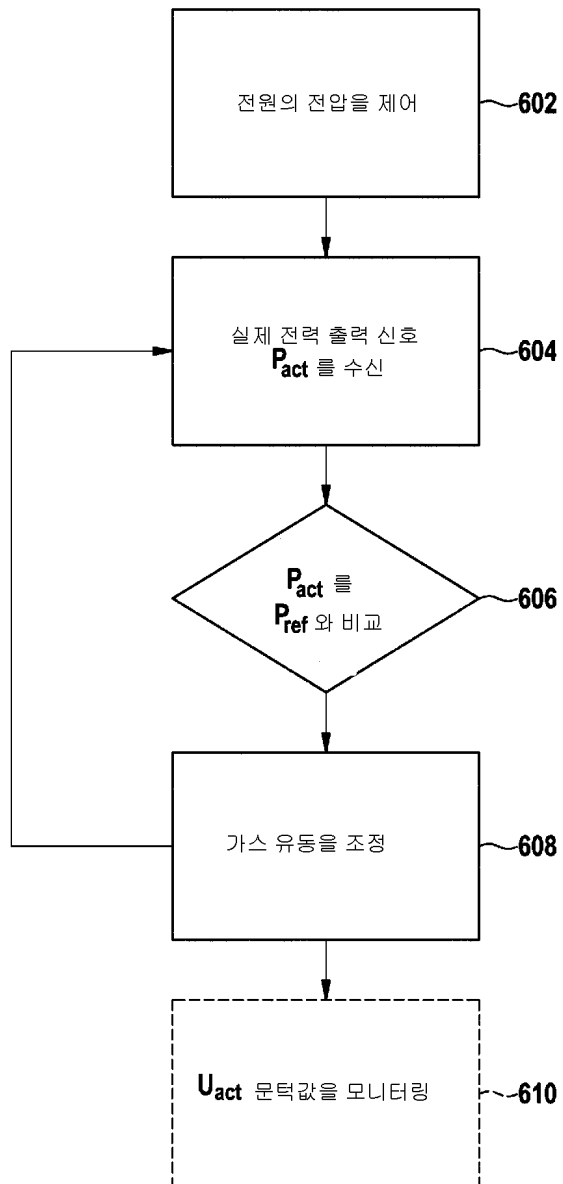 전원의 전압을 제어
602
실제 전력 출력 신호
Pact 를 수신
604
Pact 를
Pref 와 비교
606
가스 유동을 조정
608
Uact 문턱값을 모니터링
610